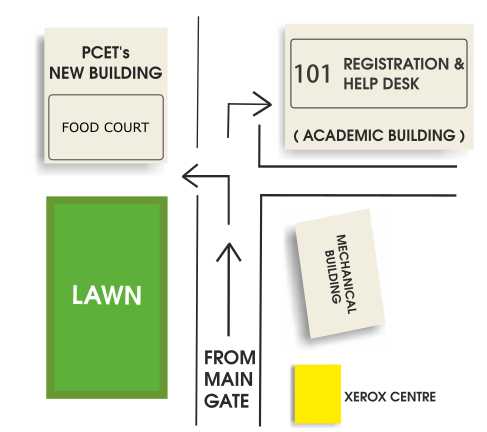 PCET's
NEW BUILDING
FOOD COURT
101
REGISTRATION &
HELP DESK
( ACADEMIC BUILDING )
LAWN
MECHANICAL
BUILDING
FROM
MAIN
GATE
XEROX CENTRE